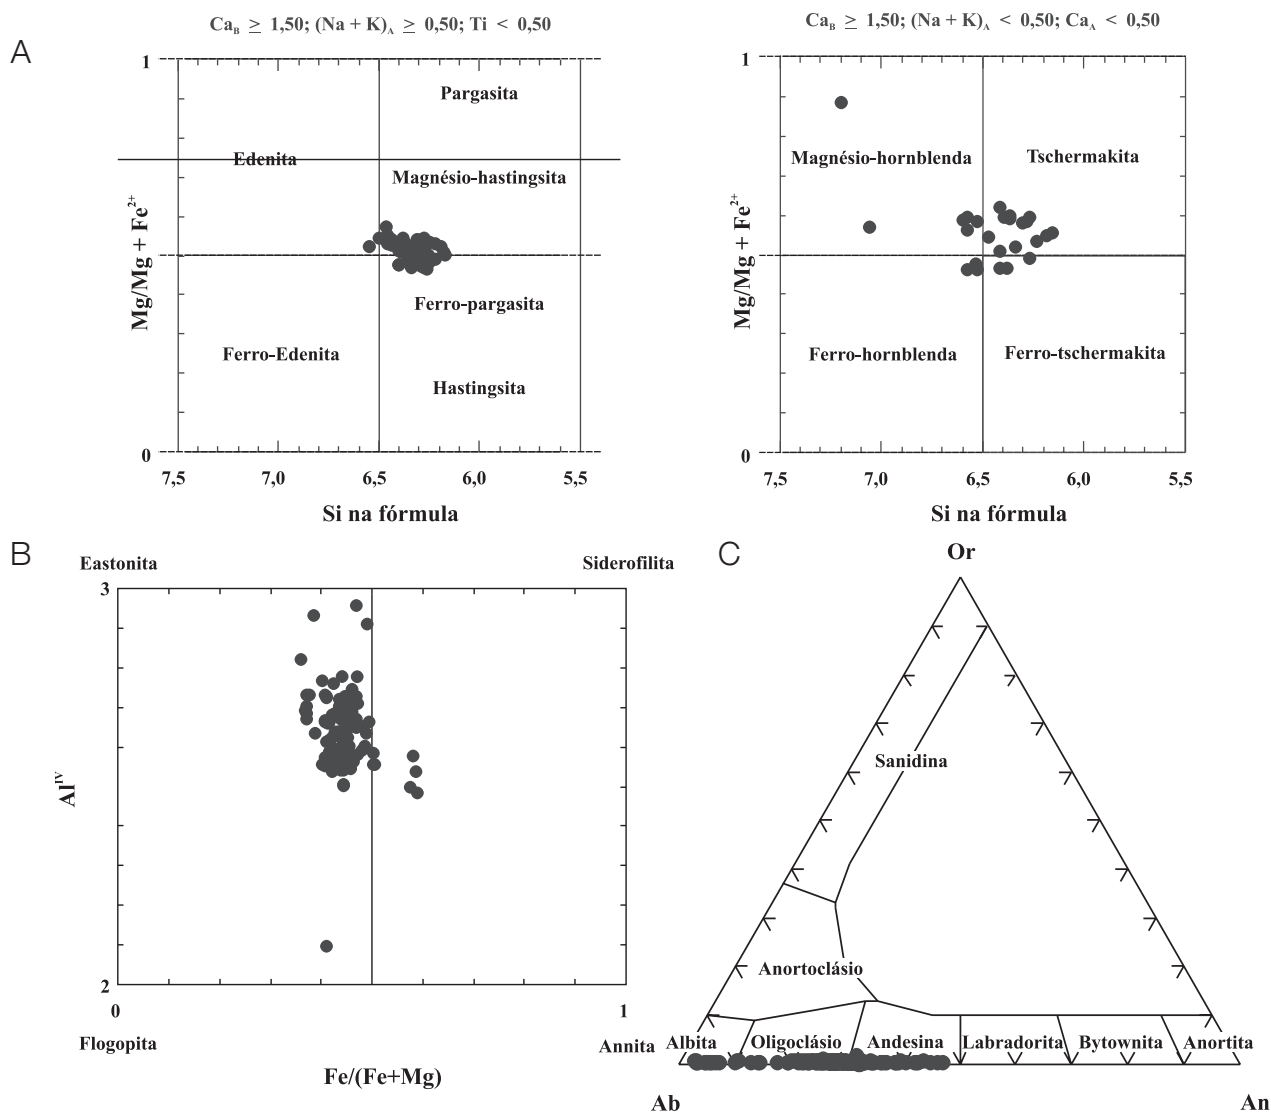 A
Ca_B ≥ 1,50; (Na + K)_A ≥ 0,50; Ti < 0,50
1
Pargasita
Edenita
Magnésio-hastingsita
Mg/Mg + Fe²⁺
Ferro-pargasita
Ferro-Edenita
Hastingsita
0
7,5 7,0 6,5 6,0 5,5
Si na fórmula
Ca_B ≥ 1,50; (Na + K)_A < 0,50; Ca_A < 0,50
1
Magnésio-hornblenda Tschermakita
Mg/Mg + Fe²⁺
Ferro-hornblenda Ferro-tschermakita
0
7,5 7,0 6,5 6,0 5,5
Si na fórmula
B
Eastonita Siderofilita
3
Al^IV
2
0 1
Flogopita Annita
Fe/(Fe+Mg)
C
Or
Sanidina
Anortoclásio
Albita Oligoclásio Andesina Labradorita Bytownita Anortita
Ab An